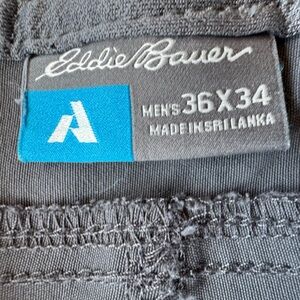 Eddie Bauer
MEN'S 36X34
MADE IN SRI LANKA